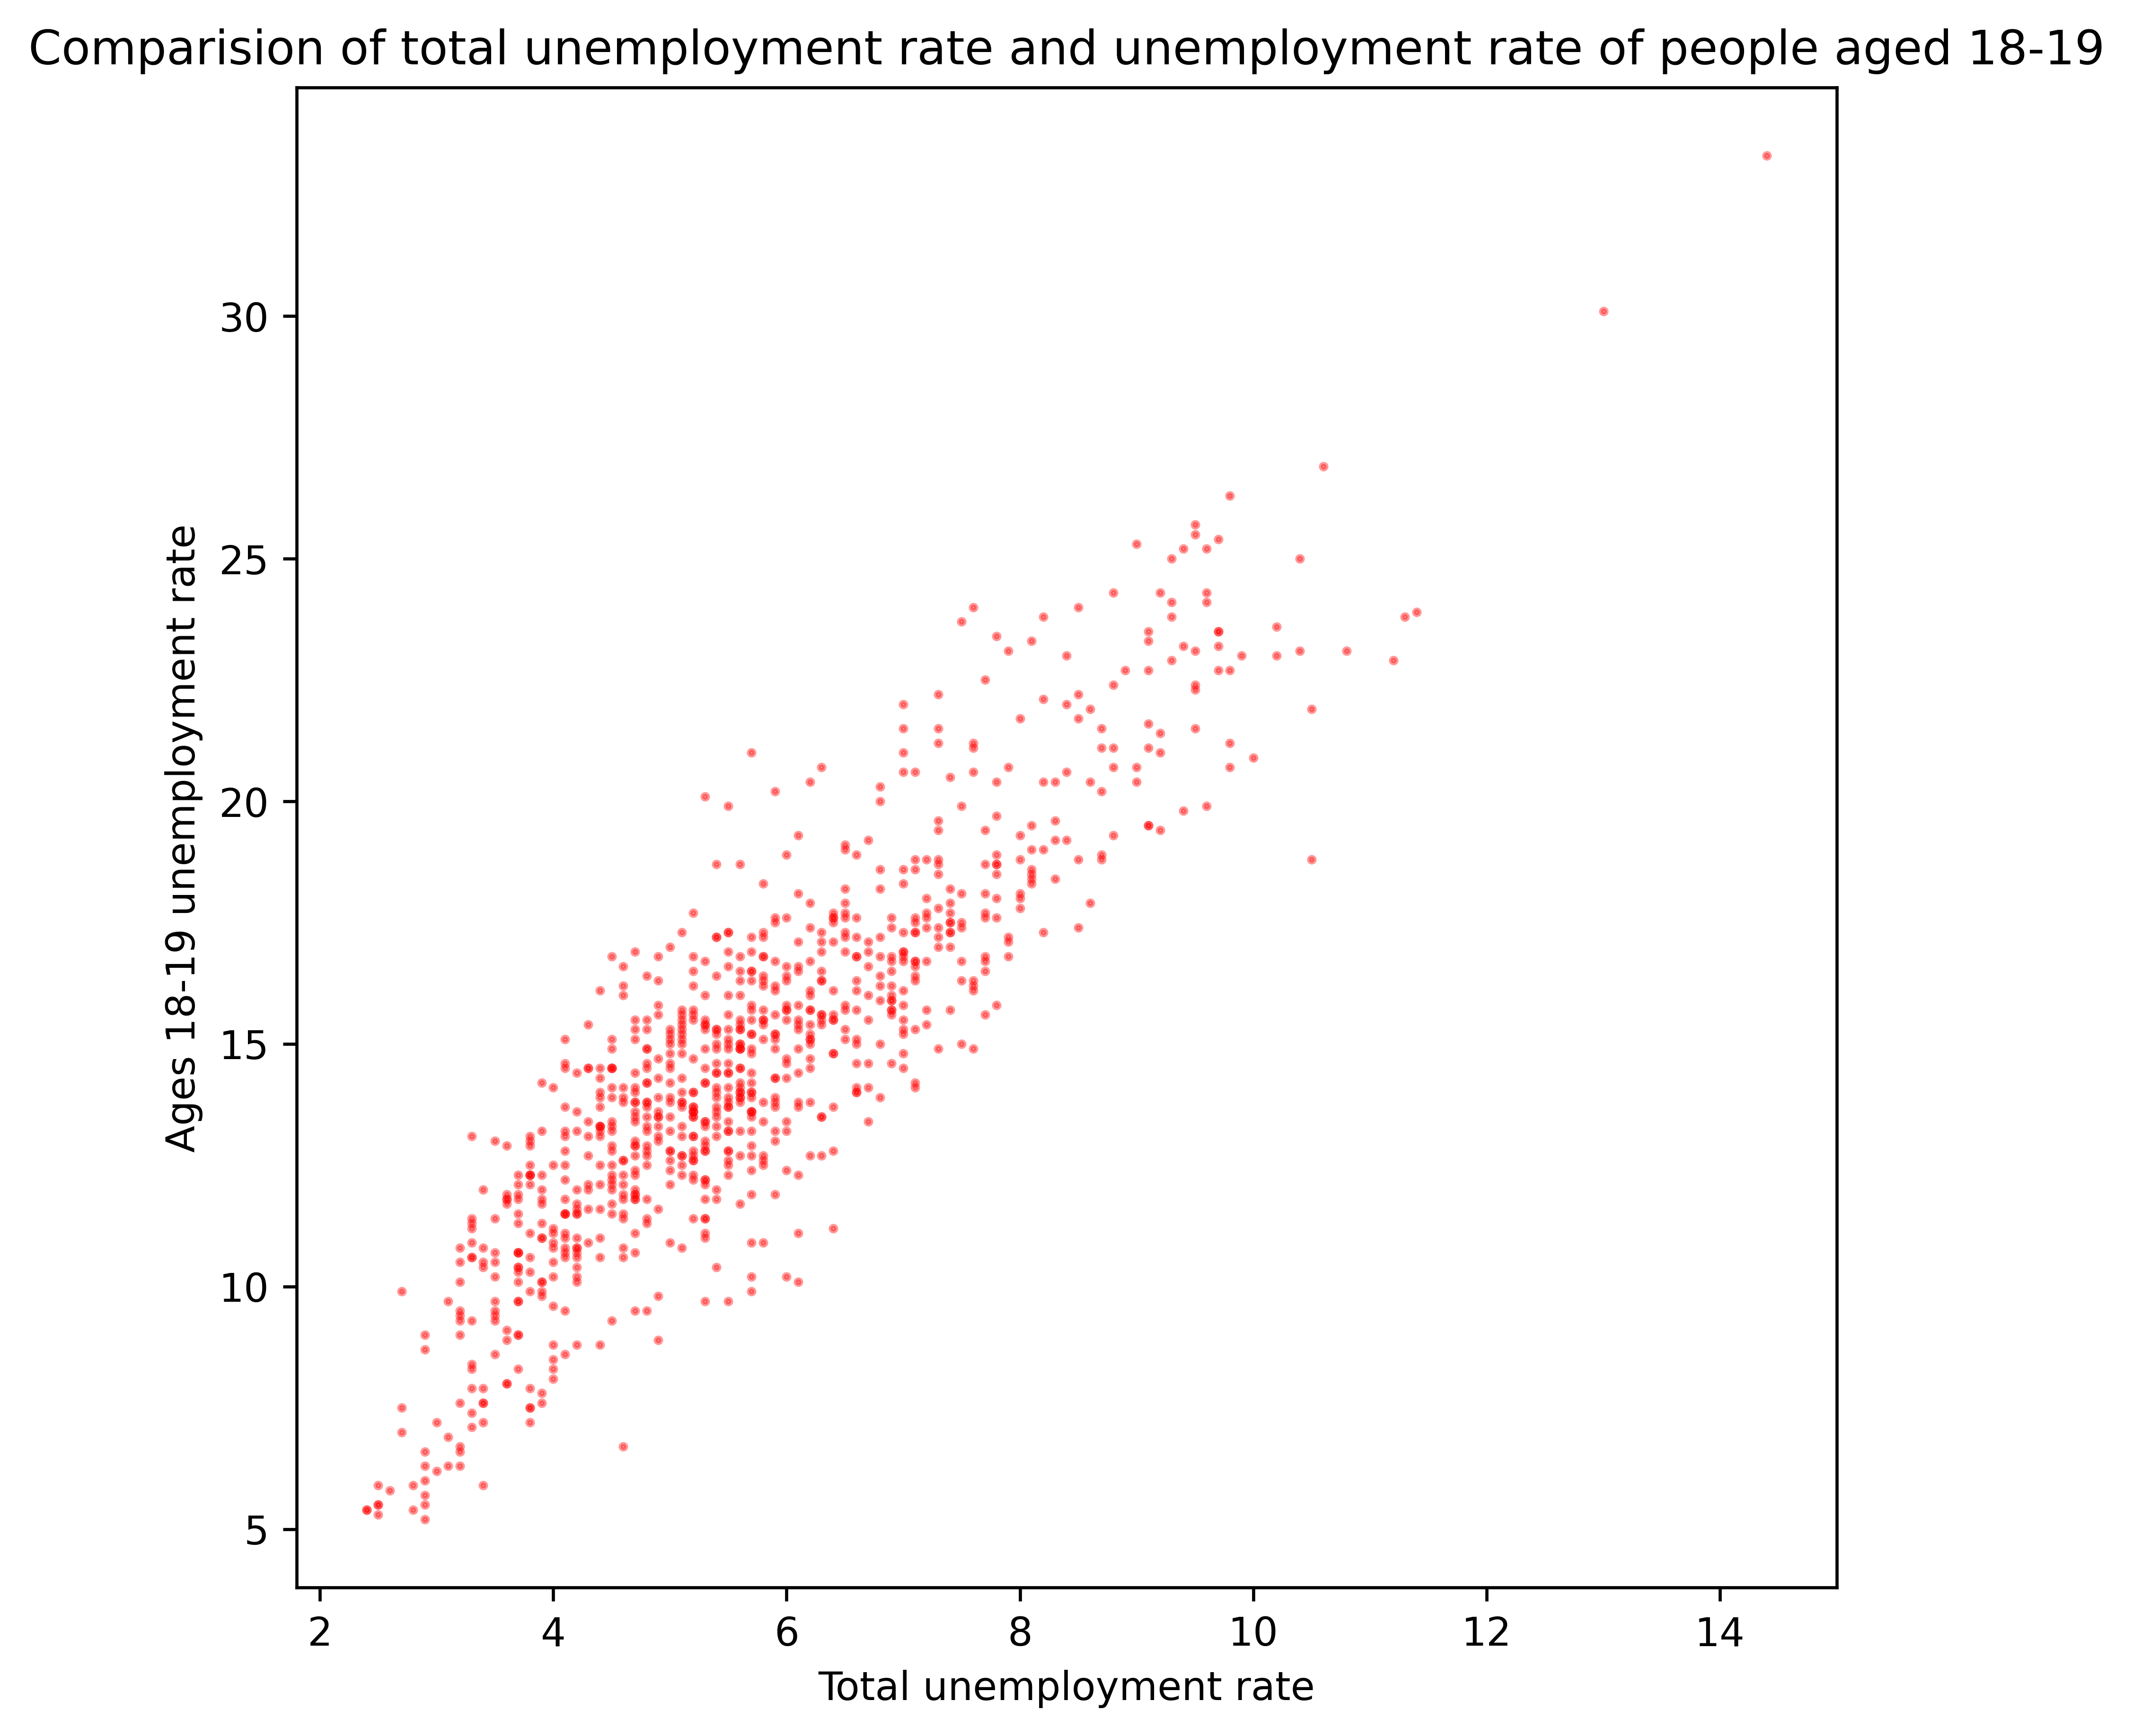 Comparision of total unemployment rate and unemployment rate of people aged 18-19
30
25
20
15
10
5
Ages 18-19 unemployment rate
2 4 6 8 10 12 14
Total unemployment rate